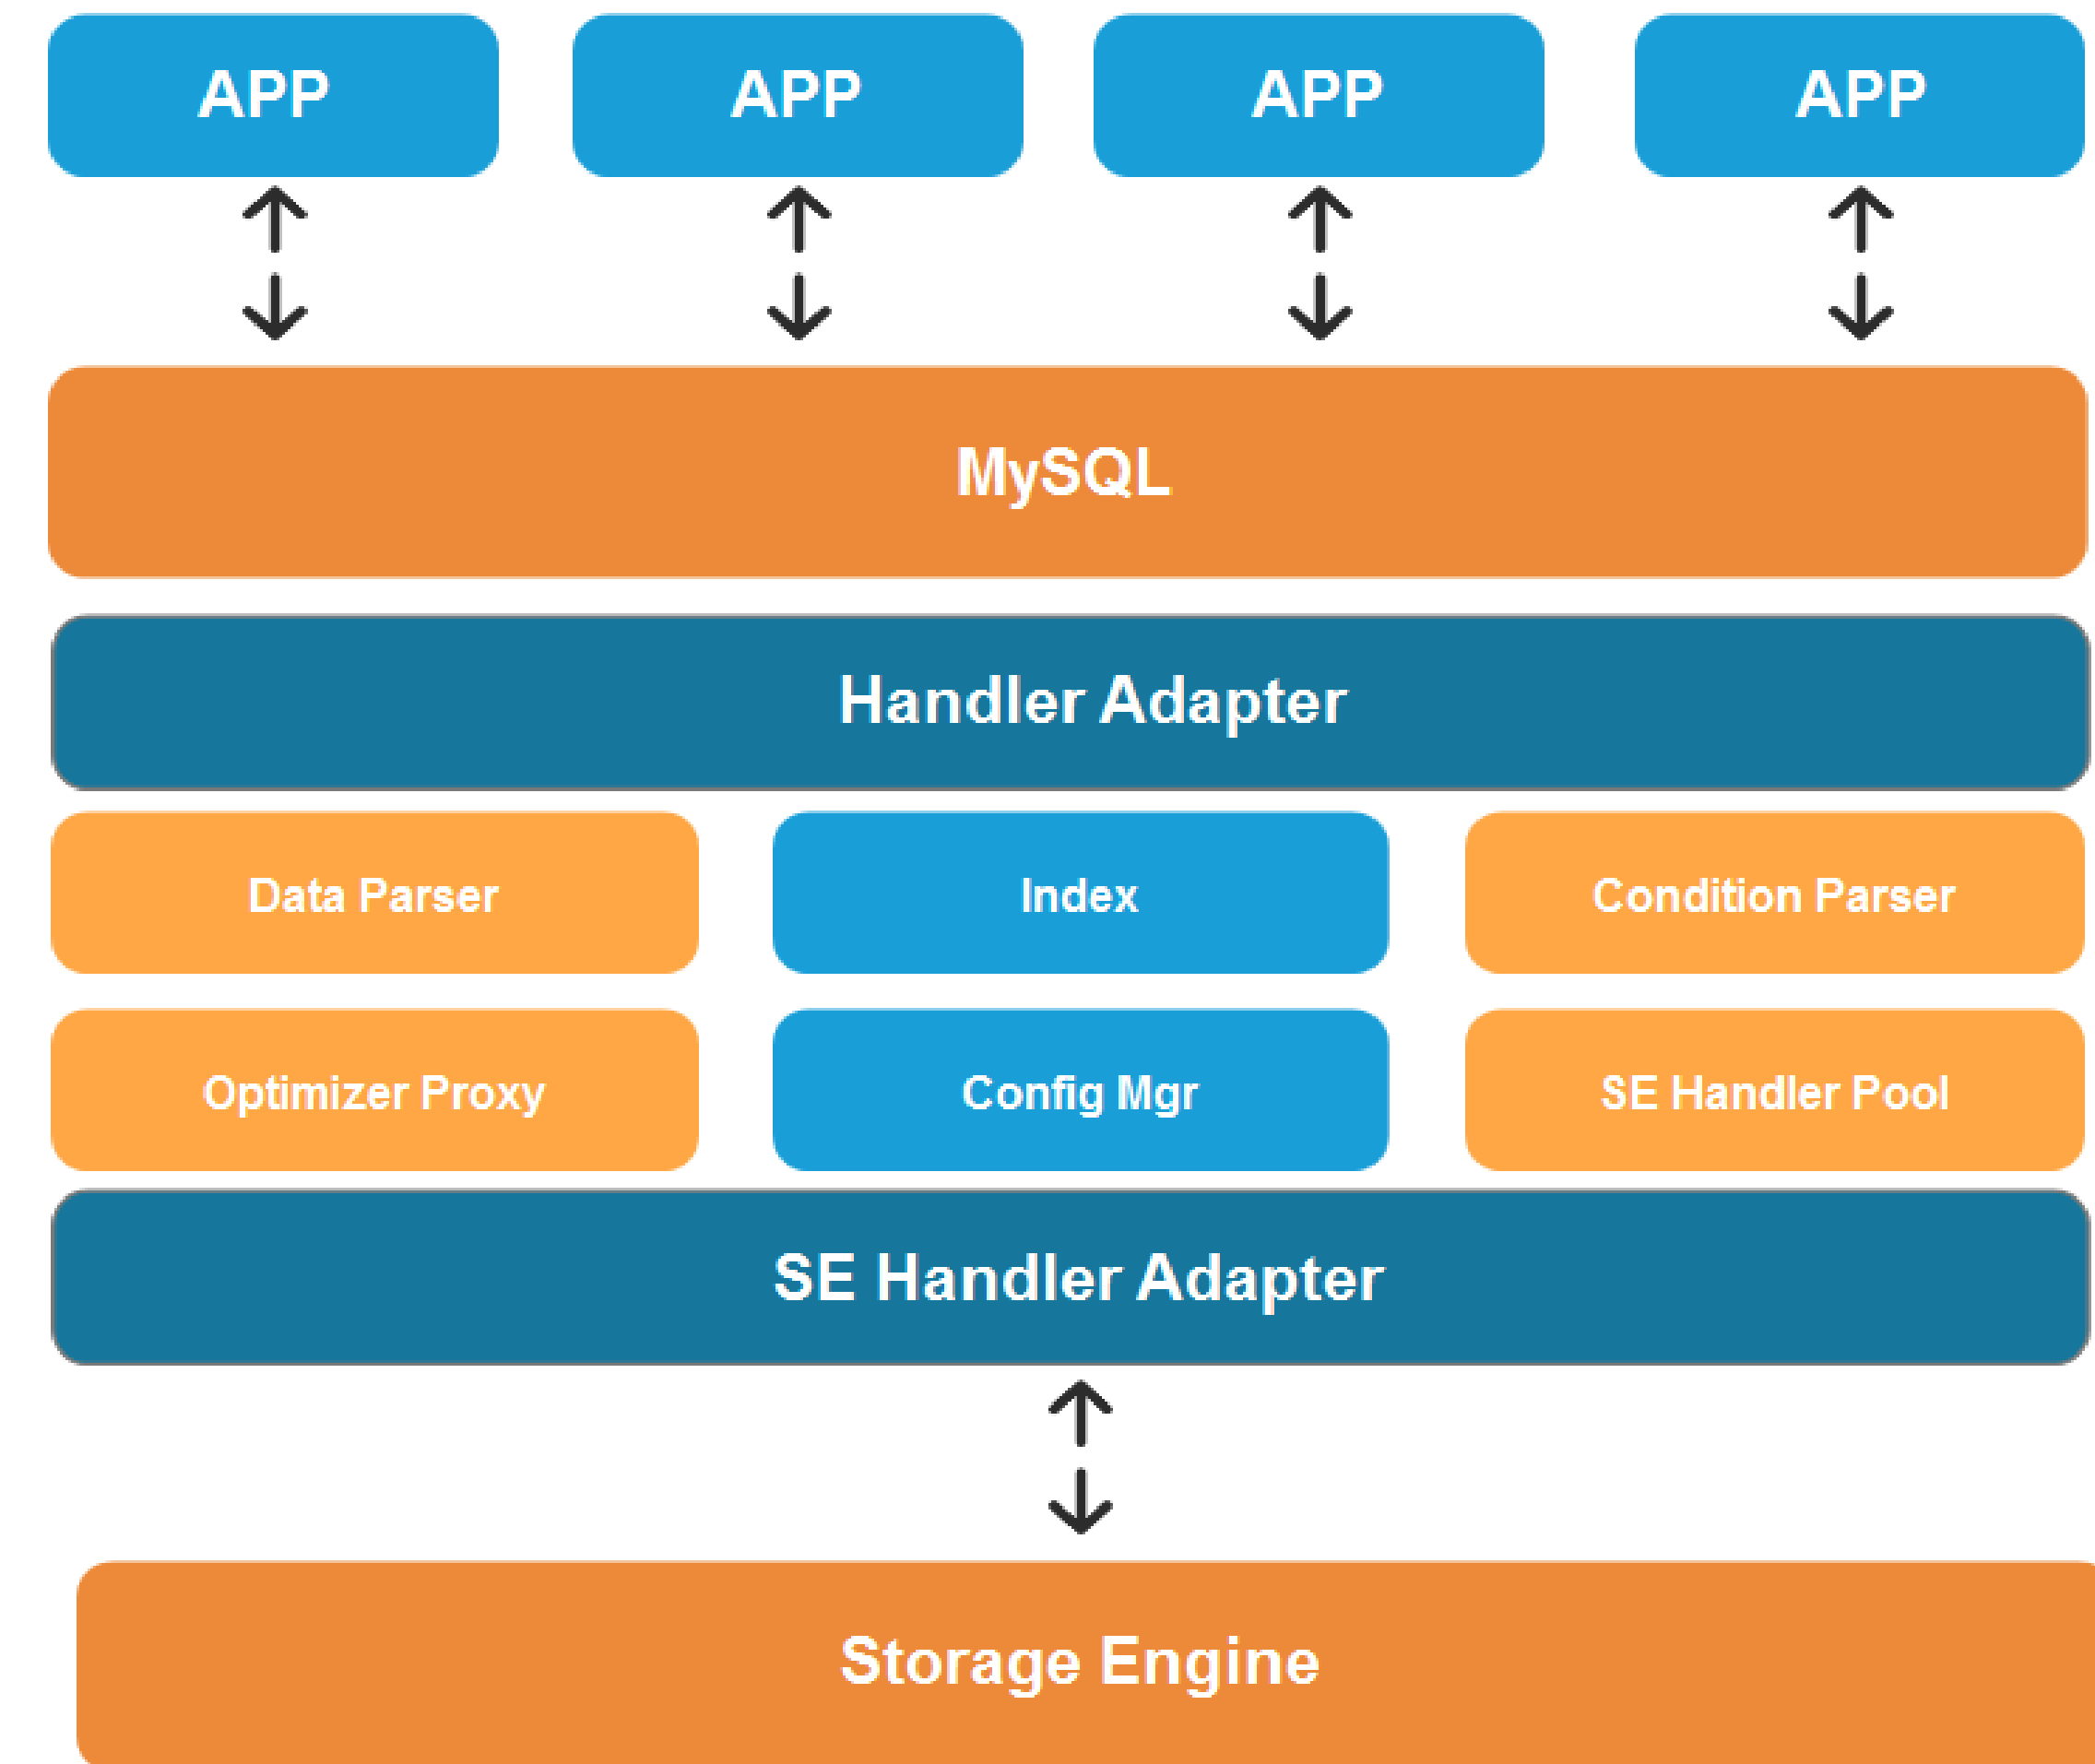 APP APP APP APP
MySQL
Handler Adapter
Data Parser Index Condition Parser
Optimizer Proxy Config Mgr SE Handler Pool
SE Handler Adapter
Storage Engine